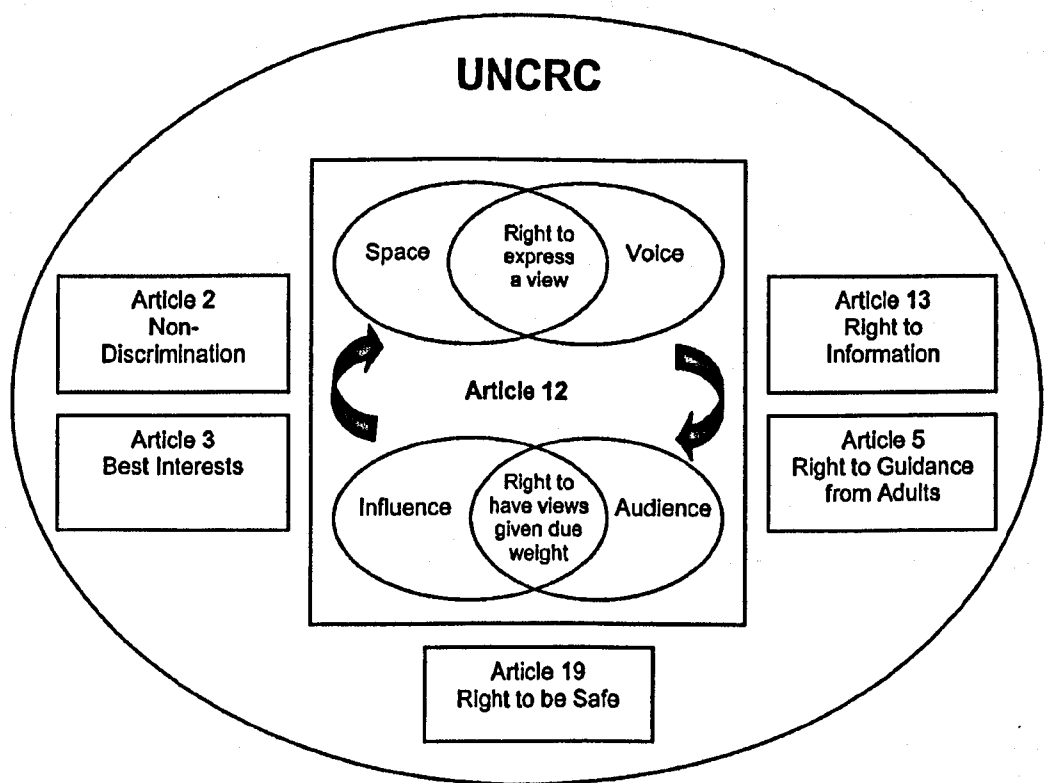 UNCRC
Space
Right to
express
a view
Voice
Article 2
Non-
Discrimination
Article 13
Right to
Information
Article 12
Article 3
Best Interests
Article 5
Right to Guidance
from Adults
Influence
Right to
have views
given due
weight
Audience
Article 19
Right to be Safe